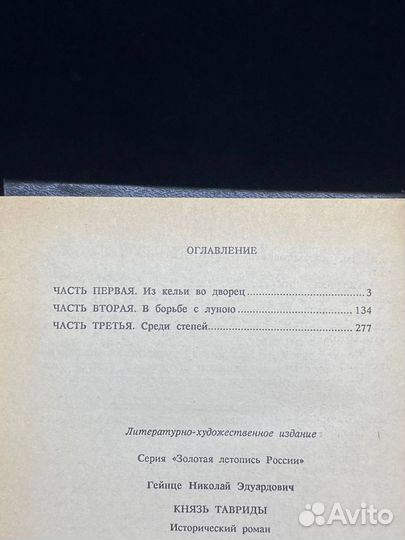 ОГЛАВЛЕНИЕ
ЧАСТЬ ПЕРВАЯ. Из кельи во дворец ................................ 3
ЧАСТЬ ВТОРАЯ. В борьбе с луною ................................ 134
ЧАСТЬ ТРЕТЬЯ. Среди степей ................................ 277
Литературно-художественное издание
Серия «Золотая летопись России»
Гейнце Николай Эдуардович
КНЯЗЬ ТАВРИДЫ
Исторический роман
Avito